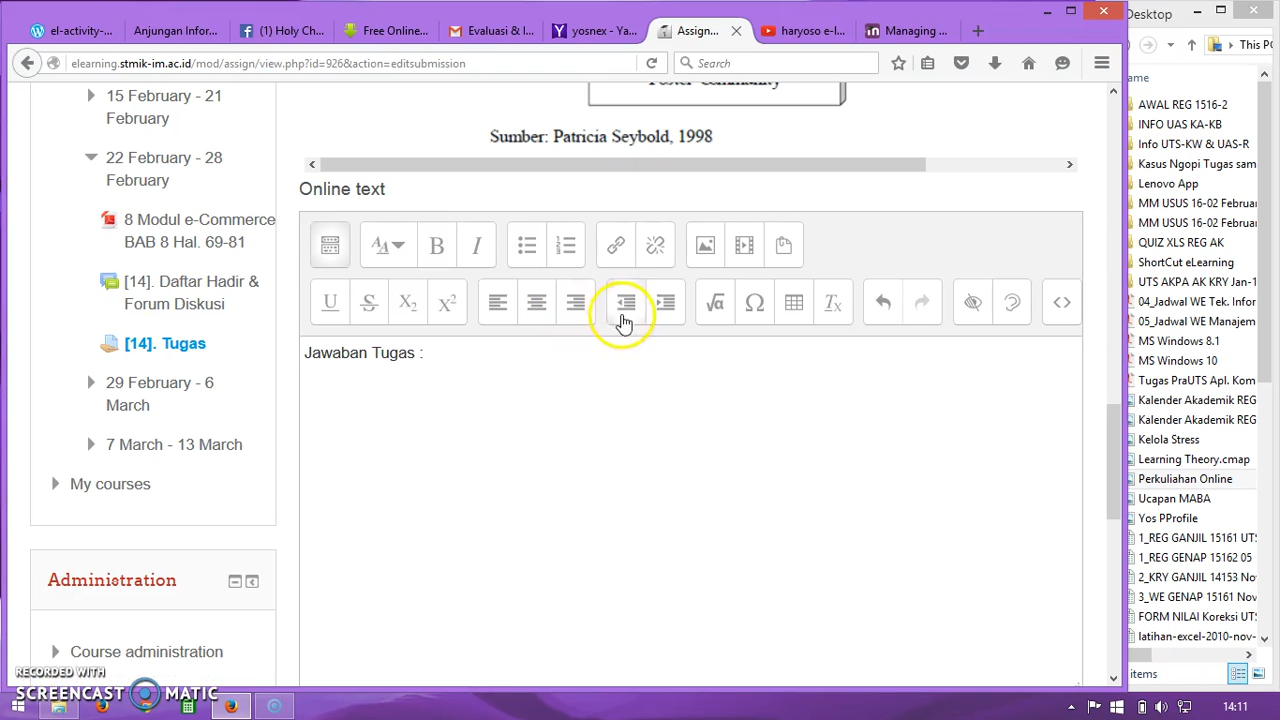 el-activity-...
Anjungan Infor...
(1) Holy Ch...
Free Online...
Evaluasi & I...
yosnex - Ya...
Assign...
haryoso e-l...
Managing ...
elearning.stmik-im.ac.id/mod/assign/view.php?id=926&action=editsubmission
Search
15 February - 21
February
22 February - 28
February
8 Modul e-Commerce
BAB 8 Hal. 69-81
[14]. Daftar Hadir &
Forum Diskusi
[14]. Tugas
29 February - 6
March
7 March - 13 March
My courses
Administration
Course administration
Foster Community
Sumber: Patricia Seybold, 1998
Online text
Jawaban Tugas :
Desktop
This PC
ame
AWAL REG 1516-2
INFO UAS KA-KB
Info UTS-KW & UAS-R
Kasus Ngopi Tugas sam
Lenovo App
MM USUS 16-02 Februar
MM USUS 16-02 Februar
QUIZ XLS REG AK
ShortCut eLearning
UTS AKPA AK KRY Jan-1
04_Jadwal WE Tek. Infor
05_Jadwal WE Manajem
MS Windows 8.1
MS Windows 10
Tugas PraUTS Apl. Kom
Kalender Akademik REG
Kalender Akademik REG
Kelola Stress
Learning Theory.cmap
Perkuliahan Online
Ucapan MABA
Yos PProfile
1_REG GANJIL 15161 UT
1_REG GENAP 15162 05
2_KRY GANJIL 14153 Nov
3_WE GENAP 15161 Nov
FORM NILAI Koreksi UT
latihan-excel-2010-nov-
items
RECORDED WITH
SCREENCAST MATIC
14:11